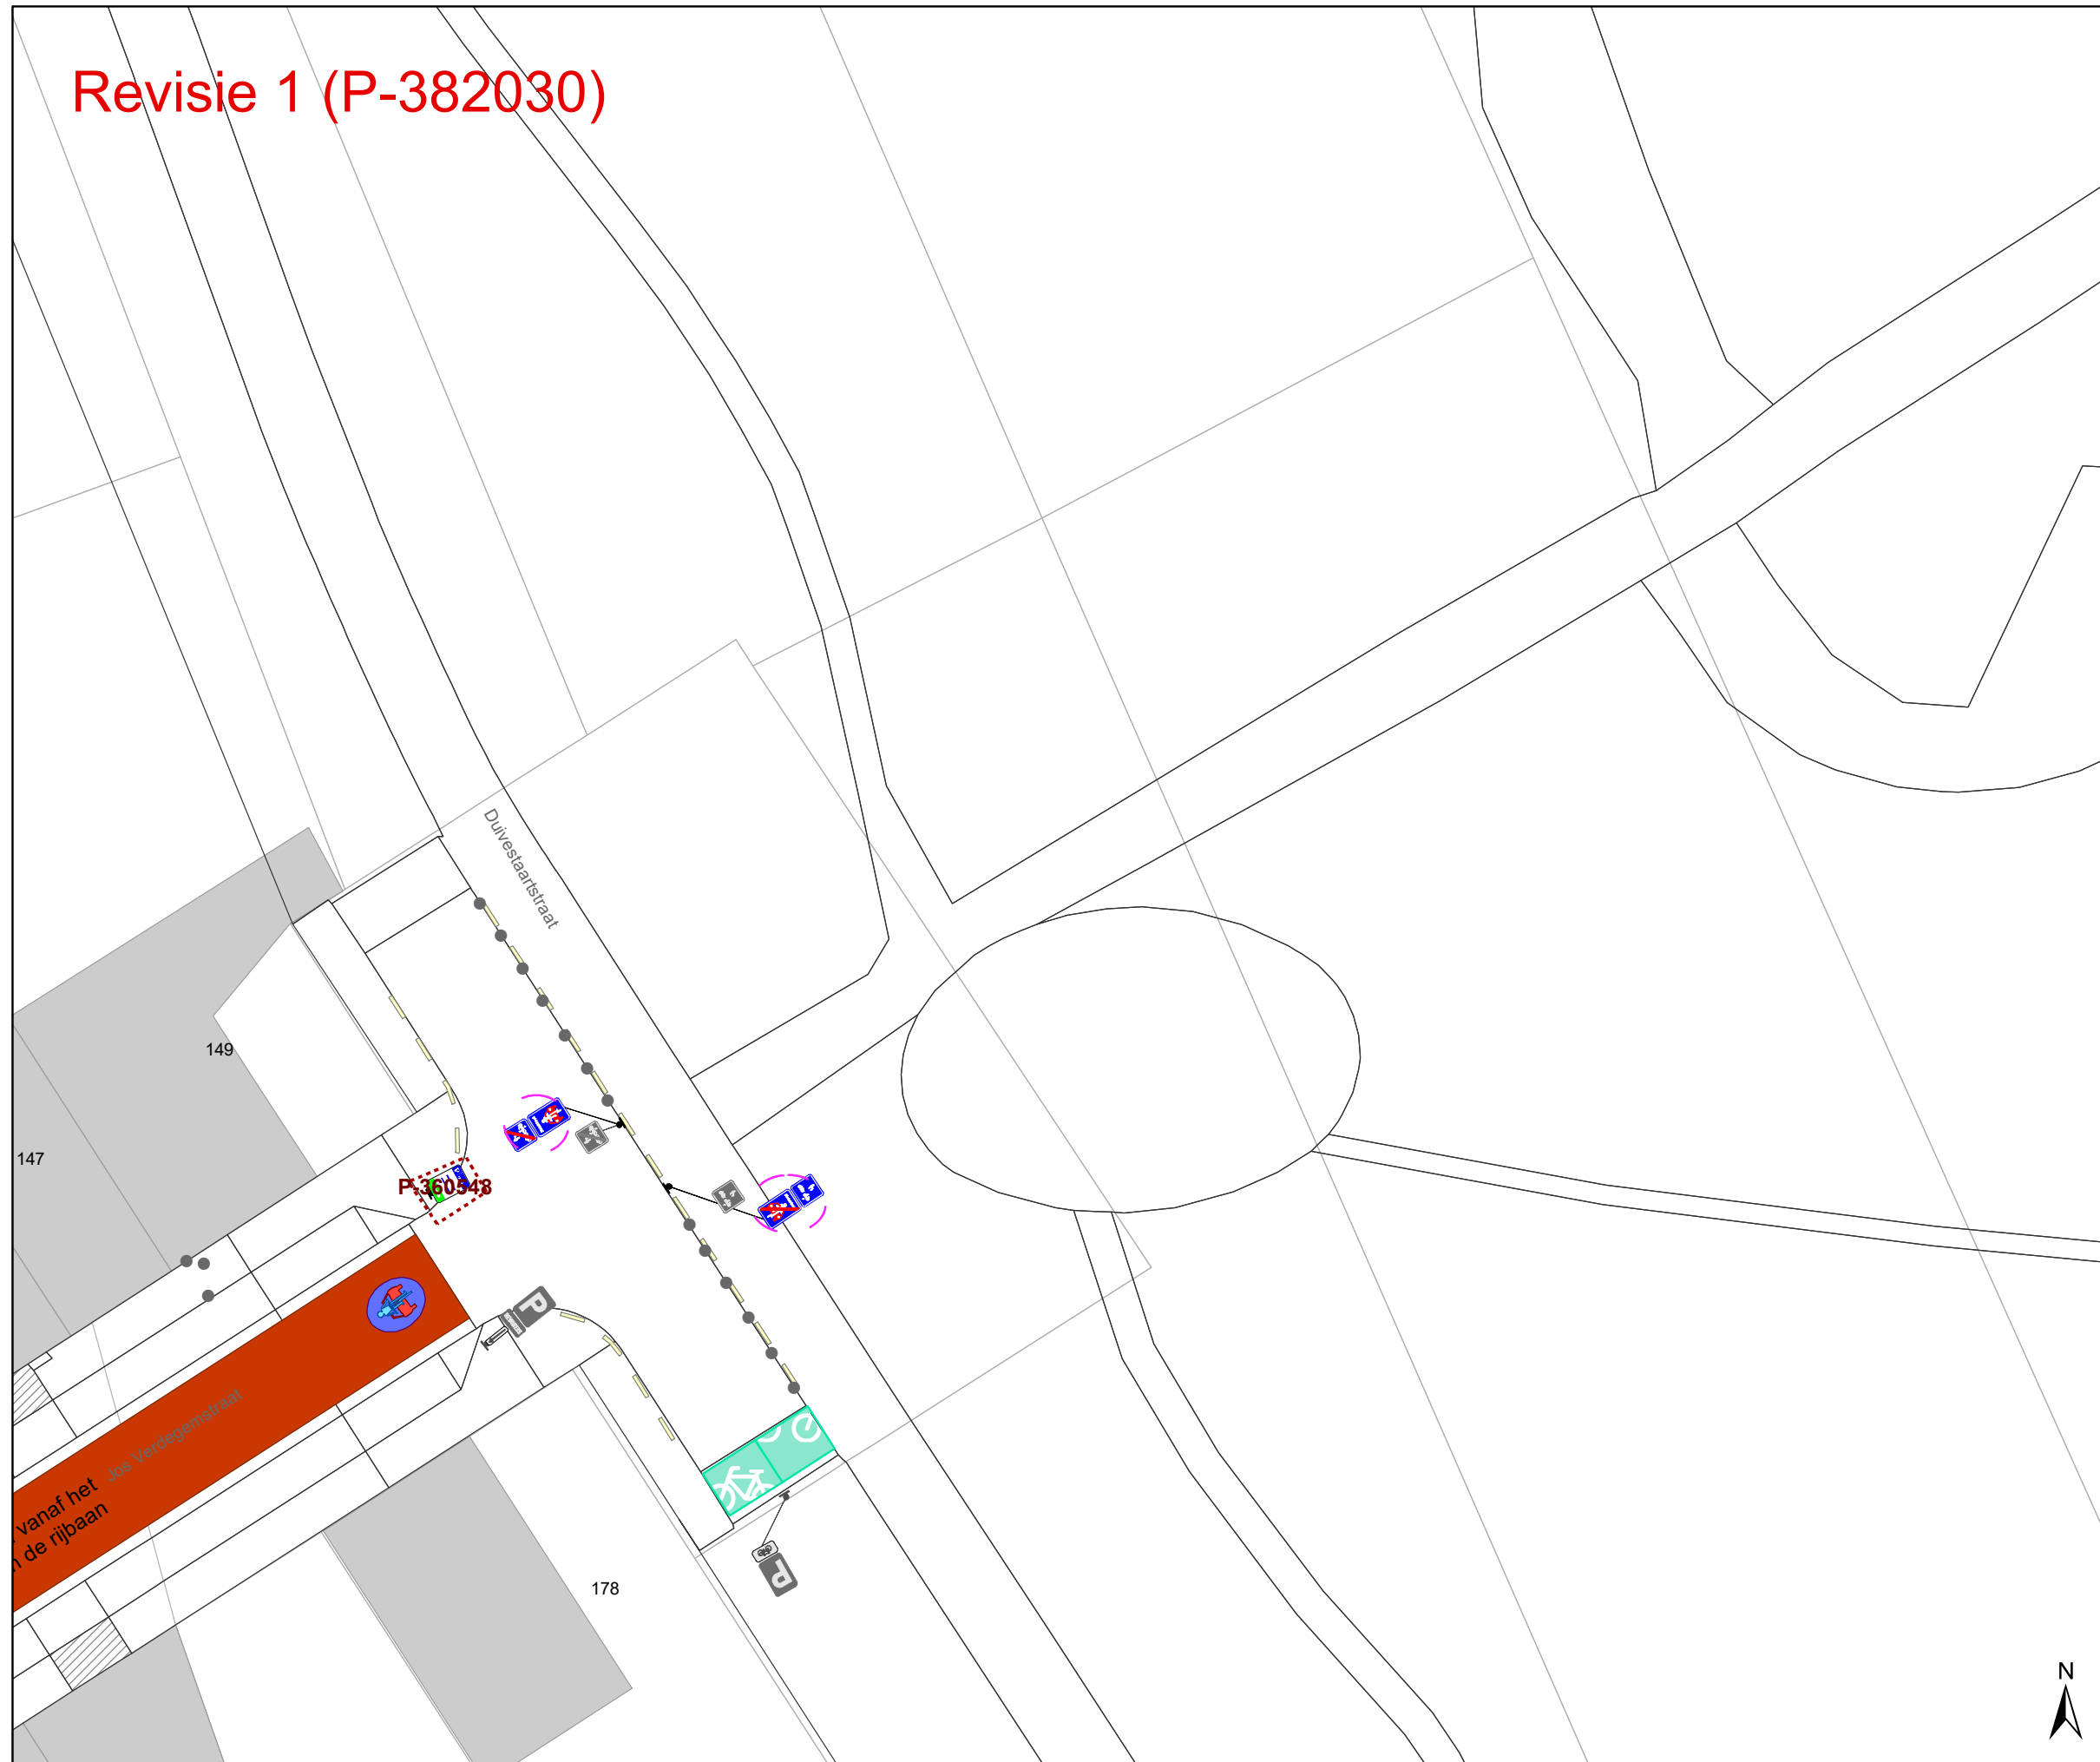 Revisie 1 (P-382030)
Duivestaartstraat
149
147
P-360548
Jos Verdegemstraat
vanaf het
de rijbaan
178
P
P
N